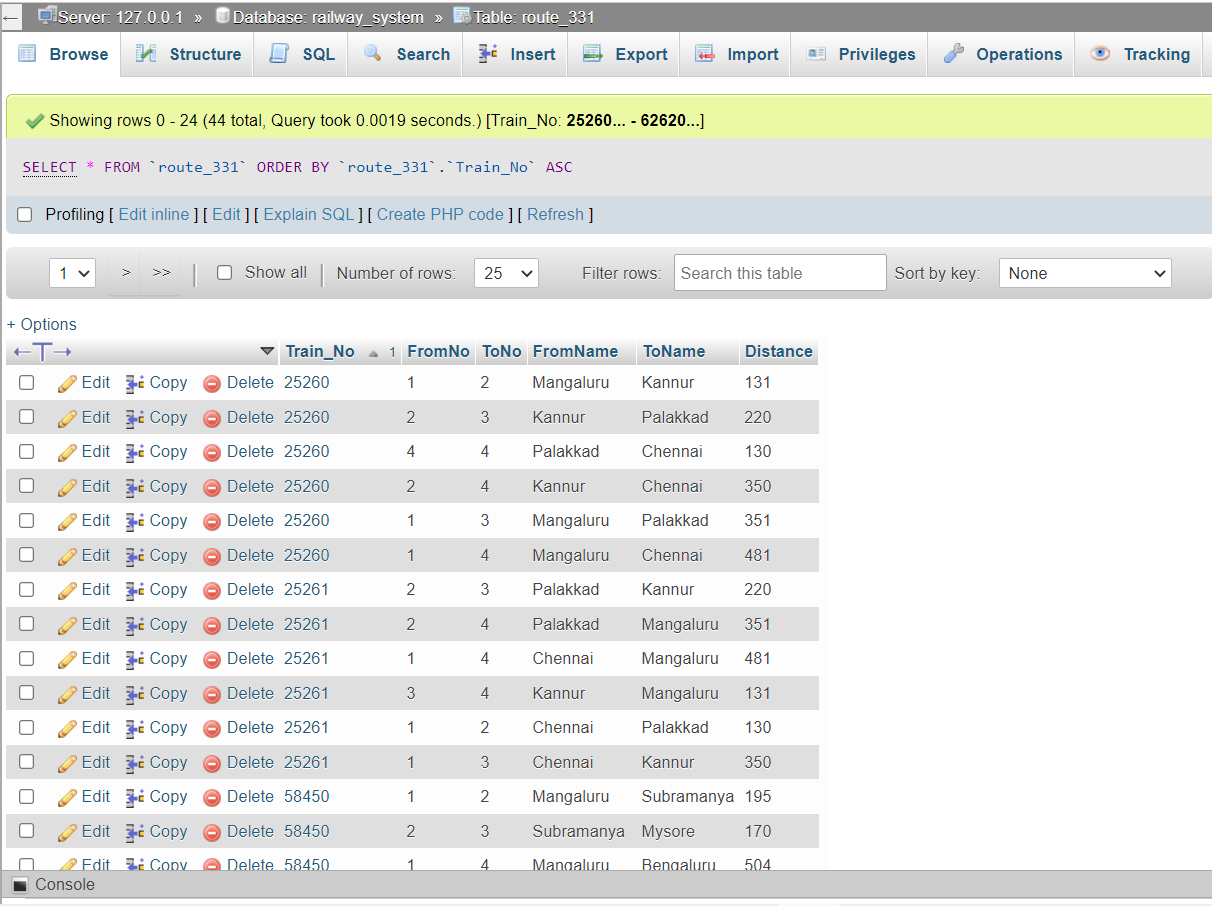 Server: 127.0.0.1 » Database: railway_system » Table: route_331
Browse Structure SQL Search Insert Export Import Privileges Operations Tracking
Showing rows 0 - 24 (44 total, Query took 0.0019 seconds.) [Train_No: 25260... - 62620...]
SELECT * FROM `route_331` ORDER BY `route_331`.`Train_No` ASC
Profiling [ Edit inline ] [ Edit ] [ Explain SQL ] [ Create PHP code ] [ Refresh ]
1 > >> | Show all | Number of rows: 25 Filter rows: Search this table Sort by key: None
+ Options
←T→ Train_No 1 FromNo ToNo FromName ToName Distance
Edit Copy Delete 25260 1 2 Mangaluru Kannur 131
Edit Copy Delete 25260 2 3 Kannur Palakkad 220
Edit Copy Delete 25260 4 4 Palakkad Chennai 130
Edit Copy Delete 25260 2 4 Kannur Chennai 350
Edit Copy Delete 25260 1 3 Mangaluru Palakkad 351
Edit Copy Delete 25260 1 4 Mangaluru Chennai 481
Edit Copy Delete 25261 2 3 Palakkad Kannur 220
Edit Copy Delete 25261 2 4 Palakkad Mangaluru 351
Edit Copy Delete 25261 1 4 Chennai Mangaluru 481
Edit Copy Delete 25261 3 4 Kannur Mangaluru 131
Edit Copy Delete 25261 1 2 Chennai Palakkad 130
Edit Copy Delete 25261 1 3 Chennai Kannur 350
Edit Copy Delete 58450 1 2 Mangaluru Subramanya 195
Edit Copy Delete 58450 2 3 Subramanya Mysore 170
Edit Copy Delete 58450 1 4 Mangaluru Bengaluru 504
Console